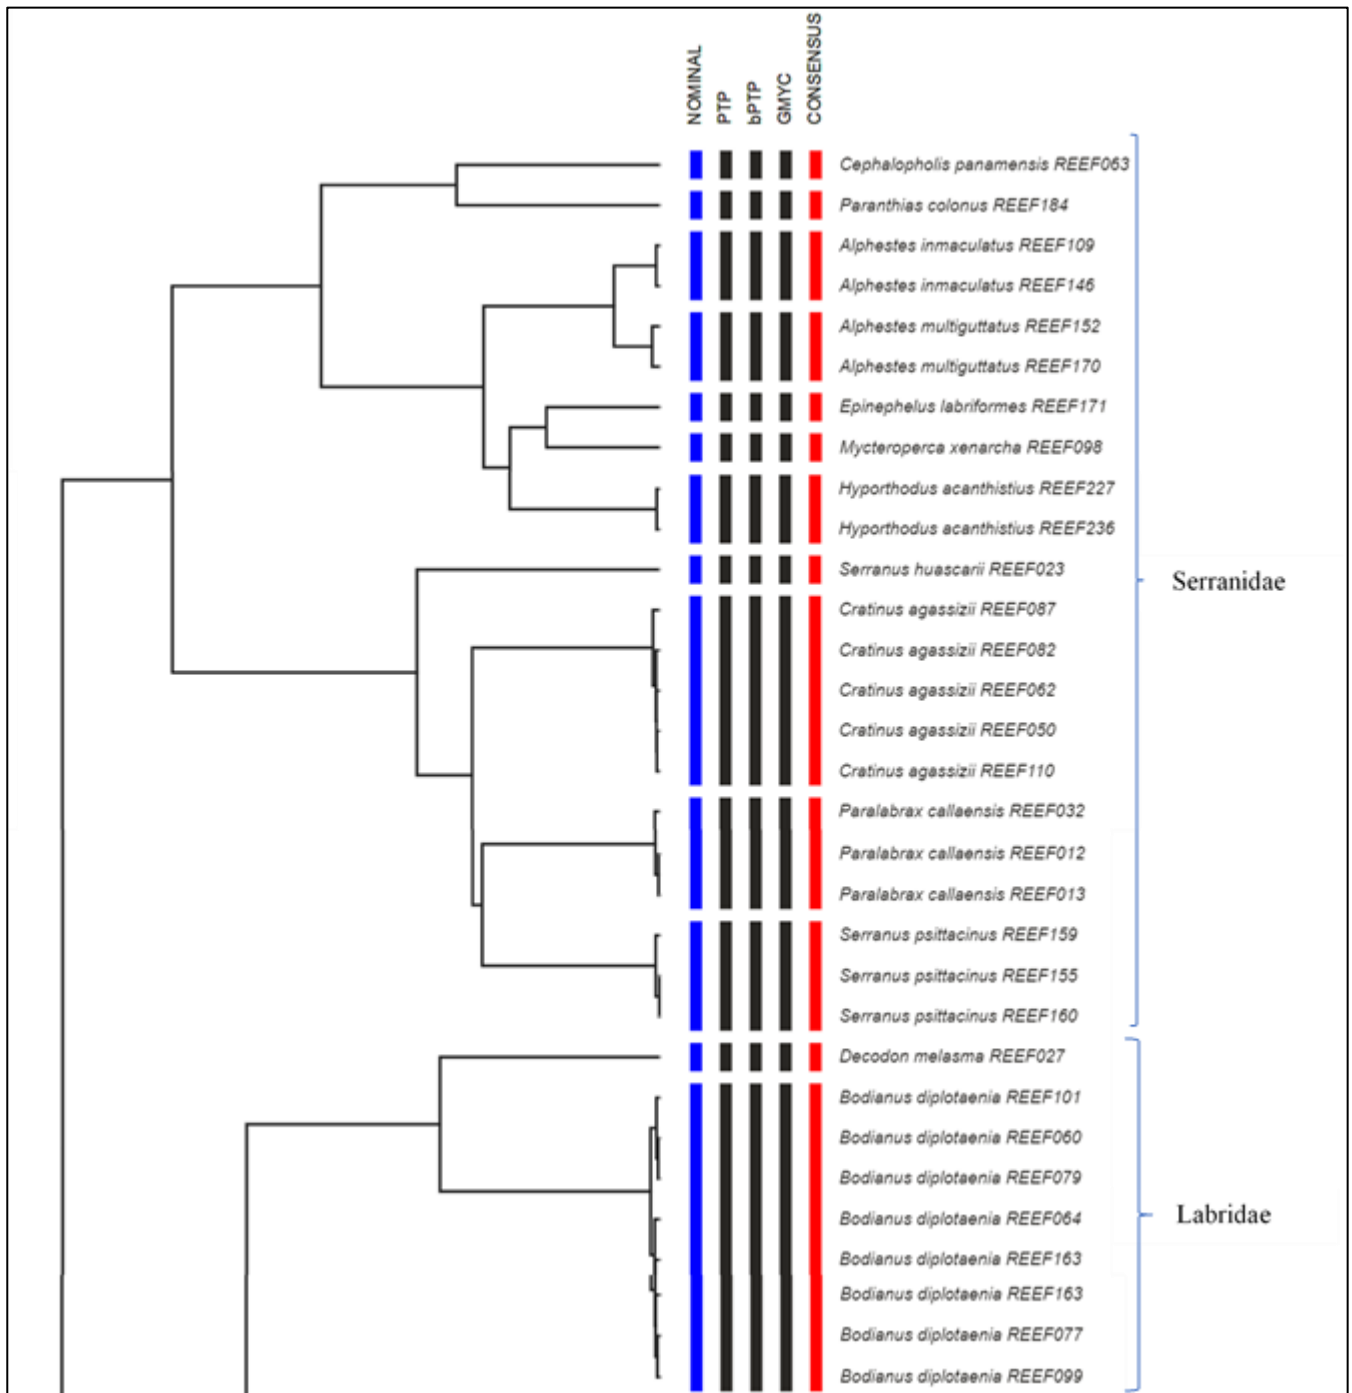 NOMINAL
PTP
bPTP
GMYC
CONSENSUS
Cephalopholis panamensis REEF063
Paranthias colonus REEF184
Alphestes inmaculatus REEF109
Alphestes inmaculatus REEF146
Alphestes multiguttatus REEF152
Alphestes multiguttatus REEF170
Epinephelus labriformes REEF171
Mycteroperca xenarcha REEF098
Hyporthodus acanthistius REEF227
Hyporthodus acanthistius REEF236
Serranus huascarii REEF023
Serranidae
Cratinus agassizii REEF087
Cratinus agassizii REEF082
Cratinus agassizii REEF062
Cratinus agassizii REEF050
Cratinus agassizii REEF110
Paralabrax callaensis REEF032
Paralabrax callaensis REEF012
Paralabrax callaensis REEF013
Serranus psittacinus REEF159
Serranus psittacinus REEF155
Serranus psittacinus REEF160
Decodon melasma REEF027
Bodianus diplotaenia REEF101
Bodianus diplotaenia REEF060
Bodianus diplotaenia REEF079
Bodianus diplotaenia REEF064
Labridae
Bodianus diplotaenia REEF163
Bodianus diplotaenia REEF163
Bodianus diplotaenia REEF077
Bodianus diplotaenia REEF099